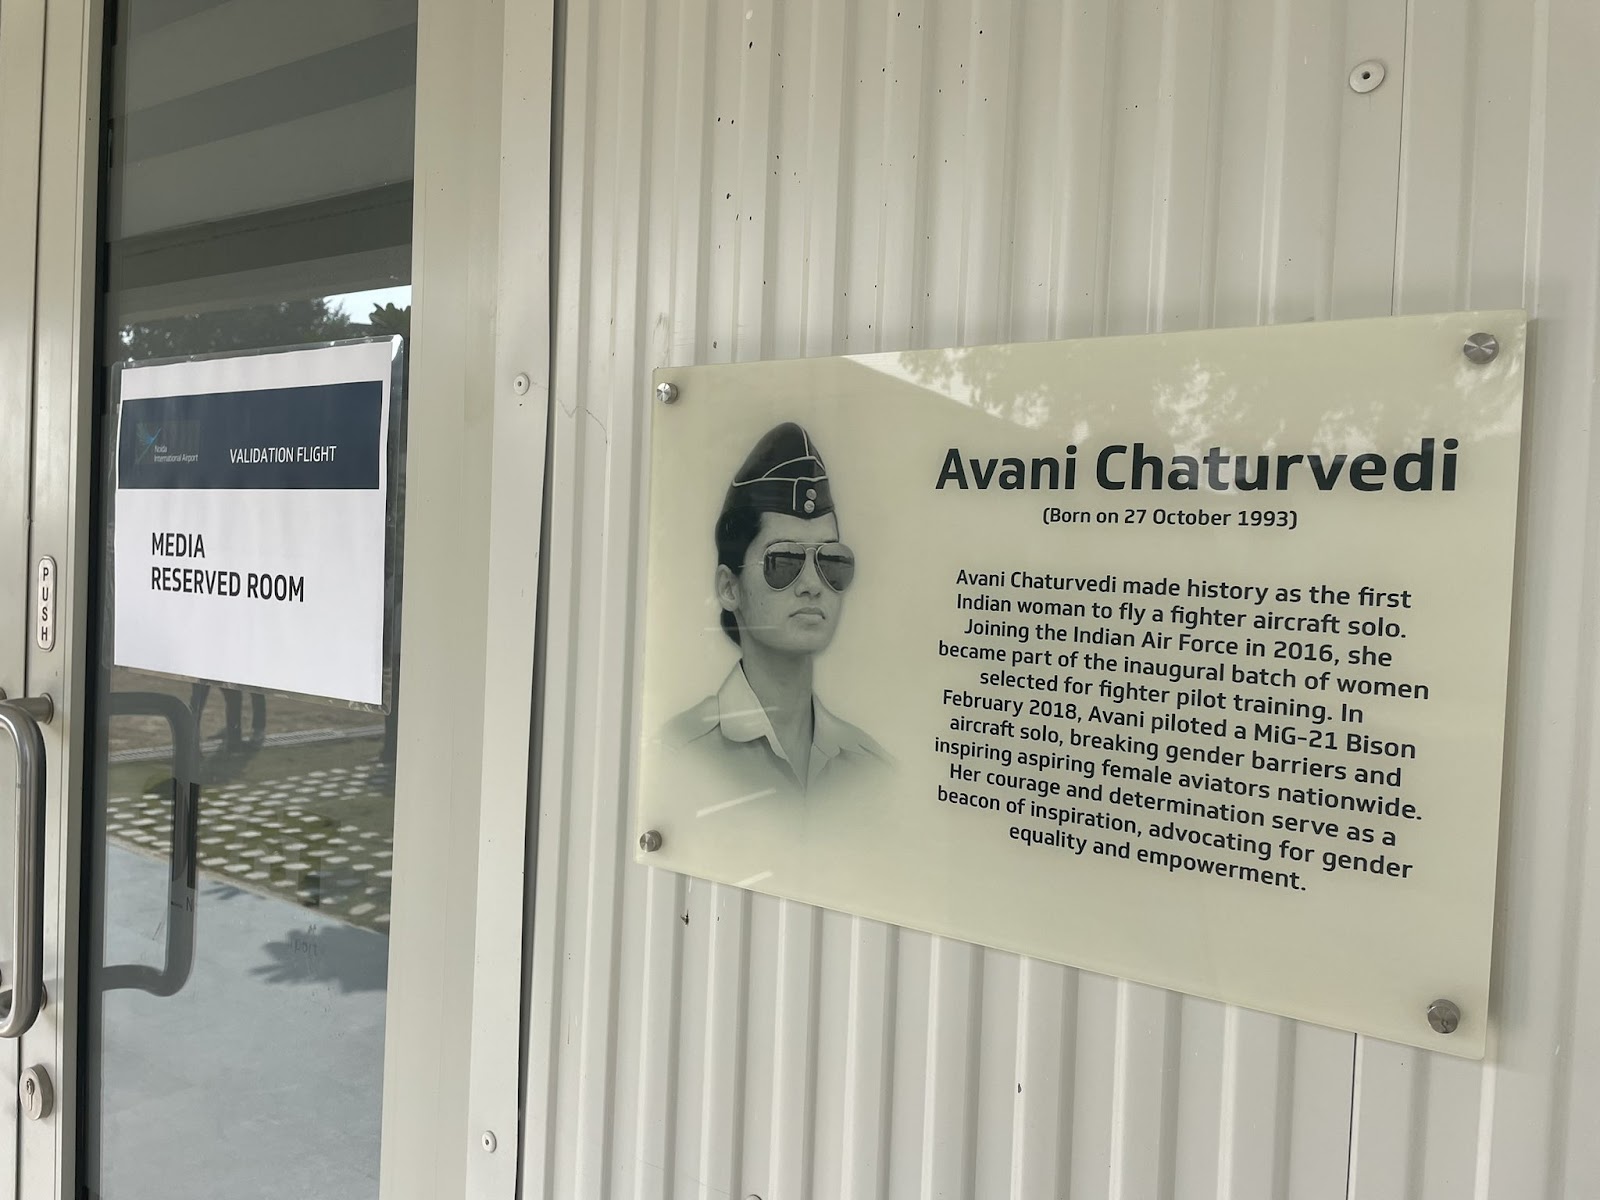 PUSH
Noida
International Airport
VALIDATION FLIGHT
MEDIA
RESERVED ROOM
Avani Chaturvedi
(Born on 27 October 1993)
Avani Chaturvedi made history as the first
Indian woman to fly a fighter aircraft solo.
Joining the Indian Air Force in 2016, she
became part of the inaugural batch of women
selected for fighter pilot training. In
February 2018, Avani piloted a MiG-21 Bison
aircraft solo, breaking gender barriers and
inspiring aspiring female aviators nationwide.
Her courage and determination serve as a
beacon of inspiration, advocating for gender
equality and empowerment.